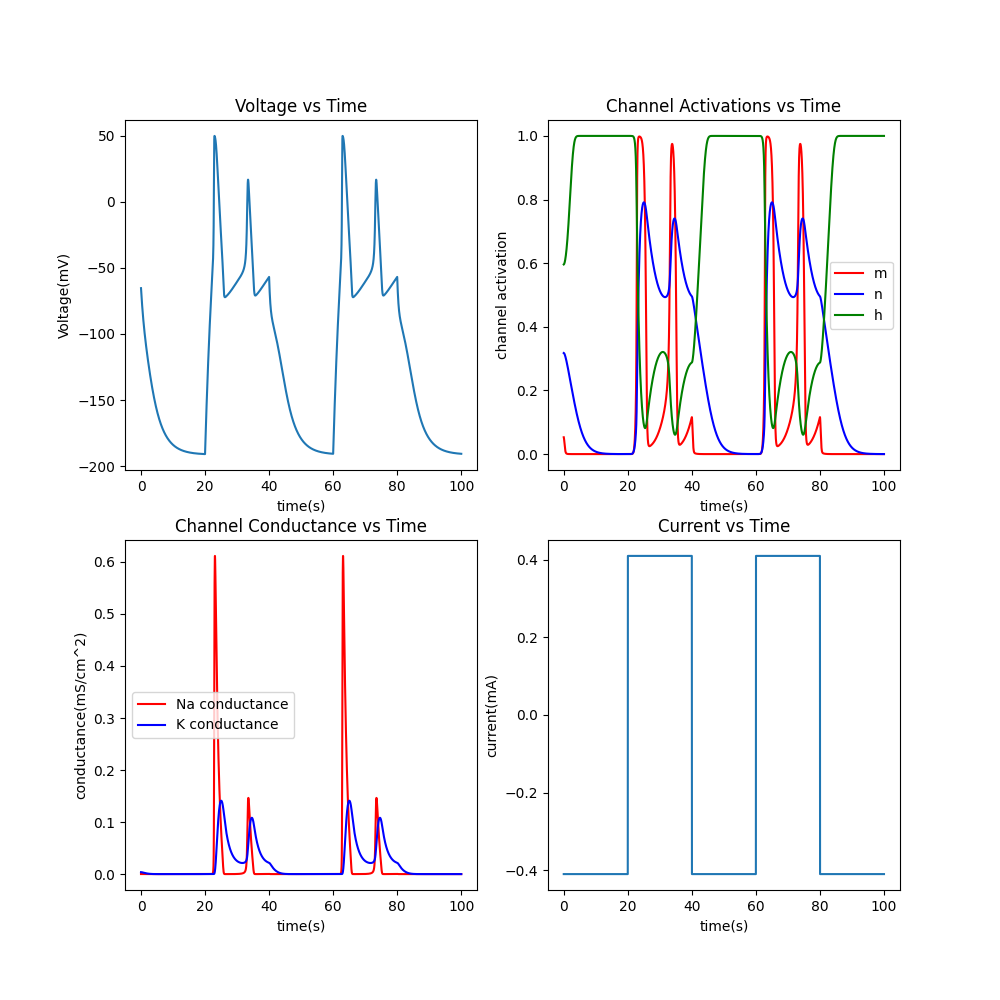 Voltage vs Time
Channel Activations vs Time
50
0
−50
−100
−150
−200
Voltage(mV)
0 20 40 60 80 100
time(s)
1.0
0.8
0.6
0.4
0.2
0.0
channel activation
m
n
h
0 20 40 60 80 100
time(s)
Channel Conductance vs Time
Current vs Time
0.6
0.5
0.4
0.3
0.2
0.1
0.0
conductance(mS/cm^2)
Na conductance
K conductance
0 20 40 60 80 100
time(s)
0.4
0.2
0.0
−0.2
−0.4
current(mA)
0 20 40 60 80 100
time(s)